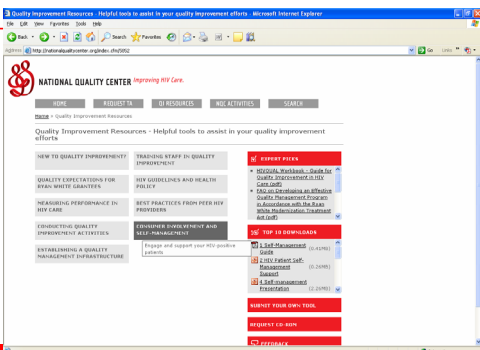 Quality Improvement Resources - Helpful tools to assist in quality improvement efforts - Microsoft Internet Explorer
File Edit View Favorites Tools Help
Back Search Favorites
Address http://nationalqualitycenter.org/index.cfm/5852 Go Links
NATIONAL QUALITY CENTER Improving HIV Care.
HOME REQUEST TA QI RESOURCES NQC ACTIVITIES SEARCH
Home » Quality Improvement Resources
Quality Improvement Resources - Helpful tools to assist in your quality improvement
efforts
NEW TO QUALITY IMPROVEMENT?
TRAINING STAFF IN QUALITY
IMPROVEMENT
QUALITY EXPECTATIONS FOR
RYAN WHITE GRANTEES
HIV GUIDELINES AND HEALTH
POLICY
MEASURING PERFORMANCE IN
HIV CARE
BEST PRACTICES FROM PEER HIV
PROVIDERS
CONDUCTING QUALITY
IMPROVEMENT ACTIVITIES
CONSUMER INVOLVEMENT AND
SELF-MANAGEMENT
Engage and support your HIV-positive
patients
ESTABLISHING A QUALITY
MANAGEMENT INFRASTRUCTURE
EXPERT PICKS
HIVQUAL Workbook - Guide for
Quality Improvement in HIV
Care (pdf)
FAQ on Developing an Effective
Quality Management Program
in Accordance with the Ryan
White Modernization Treatment
Act (pdf)
TOP 10 DOWNLOADS
1 Self-Management
Guide (0.41MB)
2 HIV Patient Self-
Management (0.26MB)
Support
4 Self-management
Presentation (2.26MB)
SUBMIT YOUR OWN TOOL
REQUEST CD-ROM
FEEDBACK